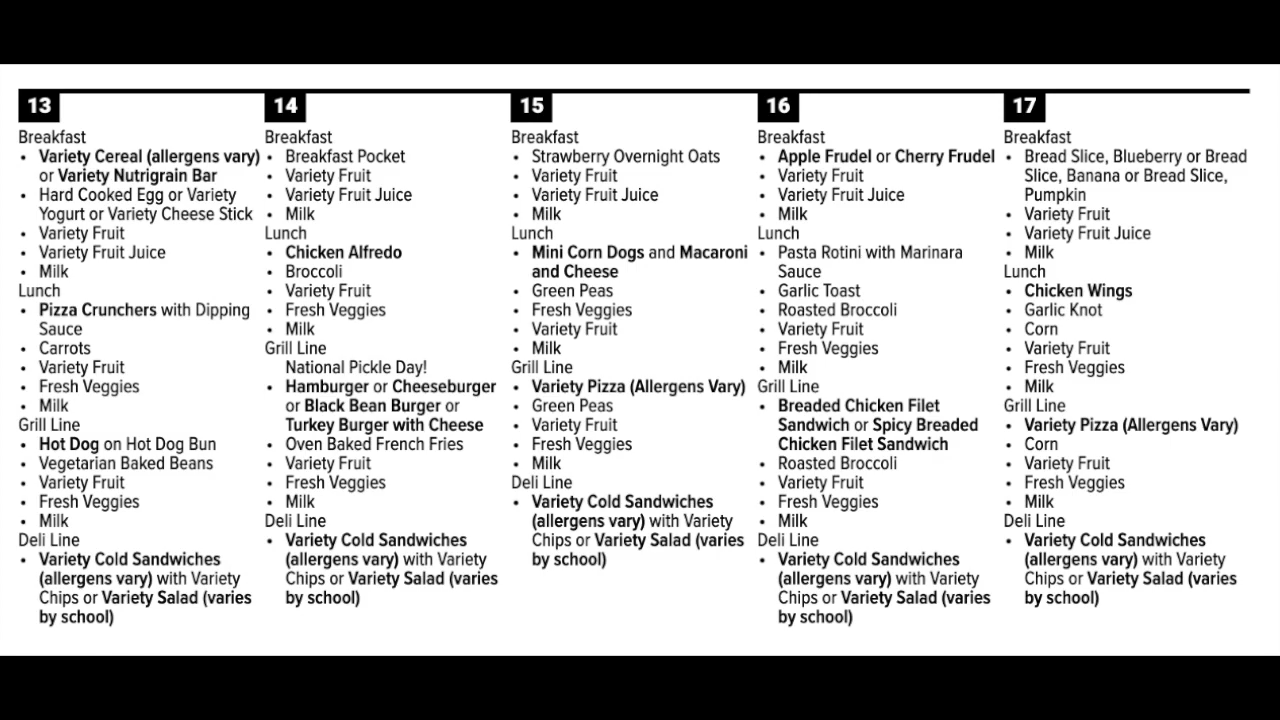 13
Breakfast
• Variety Cereal (allergens vary)
or Variety Nutrigrain Bar
• Hard Cooked Egg or Variety
Yogurt or Variety Cheese Stick
• Variety Fruit
• Variety Fruit Juice
• Milk
Lunch
• Pizza Crunchers with Dipping
Sauce
• Carrots
• Variety Fruit
• Fresh Veggies
• Milk
Grill Line
• Hot Dog on Hot Dog Bun
• Vegetarian Baked Beans
• Variety Fruit
• Fresh Veggies
• Milk
Deli Line
• Variety Cold Sandwiches
(allergens vary) with Variety
Chips or Variety Salad (varies
by school)
14
Breakfast
• Breakfast Pocket
• Variety Fruit
• Variety Fruit Juice
• Milk
Lunch
• Chicken Alfredo
• Broccoli
• Variety Fruit
• Fresh Veggies
• Milk
Grill Line
National Pickle Day!
• Hamburger or Cheeseburger
or Black Bean Burger or
Turkey Burger with Cheese
• Oven Baked French Fries
• Variety Fruit
• Fresh Veggies
• Milk
Deli Line
• Variety Cold Sandwiches
(allergens vary) with Variety
Chips or Variety Salad (varies
by school)
15
Breakfast
• Strawberry Overnight Oats
• Variety Fruit
• Variety Fruit Juice
• Milk
Lunch
• Mini Corn Dogs and Macaroni
and Cheese
• Green Peas
• Fresh Veggies
• Variety Fruit
• Milk
Grill Line
• Variety Pizza (Allergens Vary)
• Green Peas
• Variety Fruit
• Fresh Veggies
• Milk
Deli Line
• Variety Cold Sandwiches
(allergens vary) with Variety
Chips or Variety Salad (varies
by school)
16
Breakfast
• Apple Frudel or Cherry Frudel
• Variety Fruit
• Variety Fruit Juice
• Milk
Lunch
• Pasta Rotini with Marinara
Sauce
• Garlic Toast
• Roasted Broccoli
• Variety Fruit
• Fresh Veggies
• Milk
Grill Line
• Breaded Chicken Filet
Sandwich or Spicy Breaded
Chicken Filet Sandwich
• Roasted Broccoli
• Variety Fruit
• Fresh Veggies
• Milk
Deli Line
• Variety Cold Sandwiches
(allergens vary) with Variety
Chips or Variety Salad (varies
by school)
17
Breakfast
• Bread Slice, Blueberry or Bread
Slice, Banana or Bread Slice,
Pumpkin
• Variety Fruit
• Variety Fruit Juice
• Milk
Lunch
• Chicken Wings
• Garlic Knot
• Corn
• Variety Fruit
• Fresh Veggies
• Milk
Grill Line
• Variety Pizza (Allergens Vary)
• Corn
• Variety Fruit
• Fresh Veggies
• Milk
Deli Line
• Variety Cold Sandwiches
(allergens vary) with Variety
Chips or Variety Salad (varies
by school)